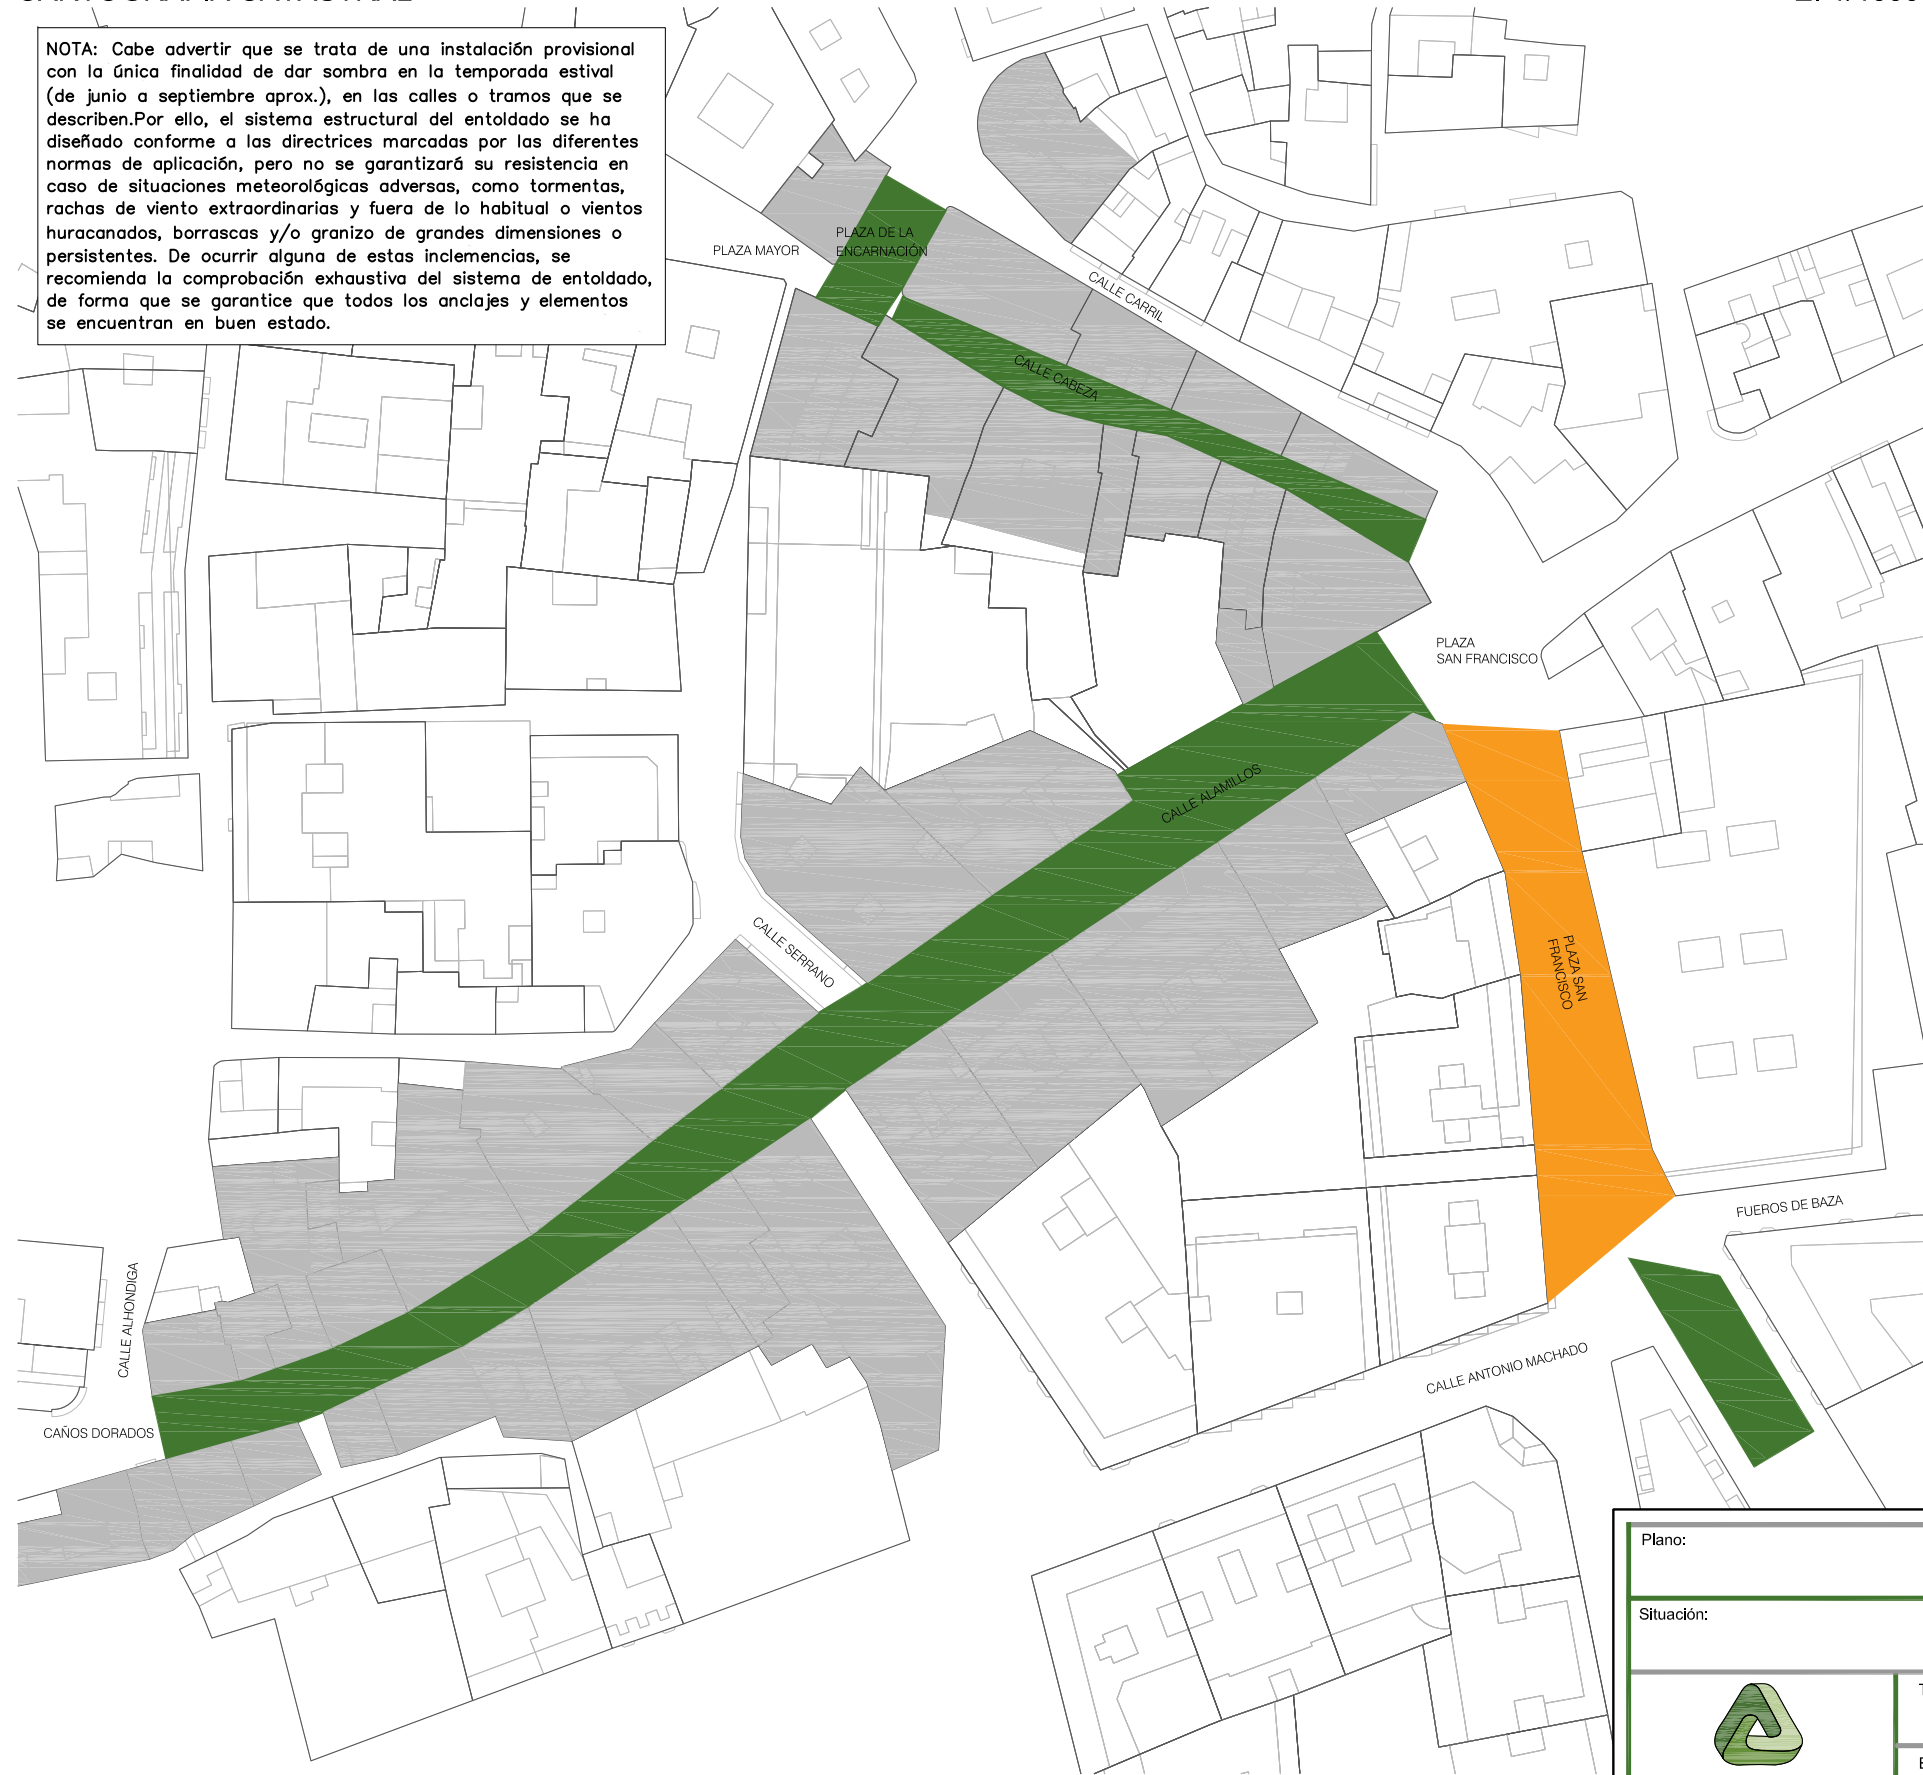 NOTA: Cabe advertir que se trata de una instalación provisional
con la única finalidad de dar sombra en la temporada estival
(de junio a septiembre aprox.), en las calles o tramos que se
describen.Por ello, el sistema estructural del entoldado se ha
diseñado conforme a las directrices marcadas por las diferentes
normas de aplicación, pero no se garantizará su resistencia en
caso de situaciones meteorológicas adversas, como tormentas,
rachas de viento extraordinarias y fuera de lo habitual o vientos
huracanados, borrascas y/o granizo de grandes dimensiones o
persistentes. De ocurrir alguna de estas inclemencias, se
recomienda la comprobación exhaustiva del sistema de entoldado,
de forma que se garantice que todos los anclajes y elementos
se encuentran en buen estado.
PLAZA MAYOR
PLAZA DE LA
ENCARNACIÓN
CALLE CARRIL
CALLE CABEZA
PLAZA
SAN FRANCISCO
CALLE ALAMILLOS
CALLE SERRANO
PLAZA SAN
FRANCISCO
FUEROS DE BAZA
CALLE ALHONDIGA
CALLE ANTONIO MACHADO
CAÑOS DORADOS
Plano:
Situación: